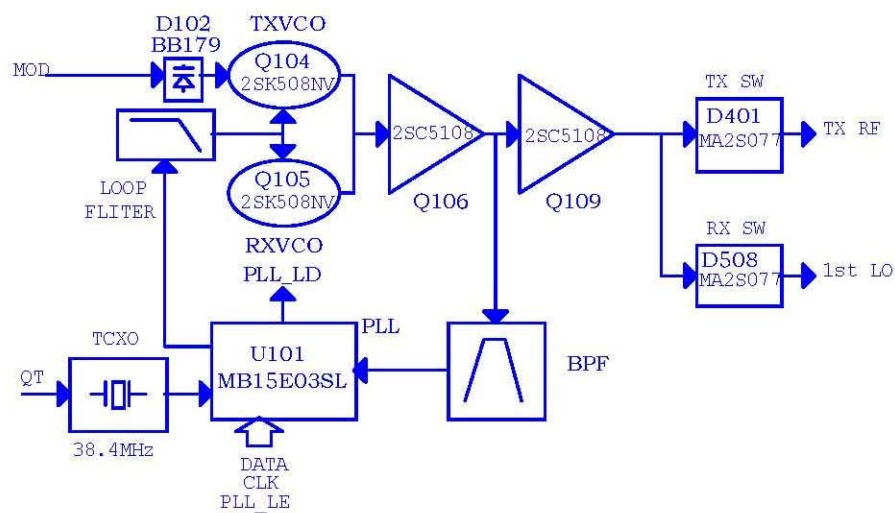 D102
BB179
TXVCO
Q104
2SK508NV
MOD
LOOP
FLITER
Q105
2SK508NV
RXVCO
2SC5108
Q106
2SC5108
Q109
TX SW
D401
MA2S077
TX RF
RX SW
D508
MA2S077
1st LO
PLL_LD
PLL
U101
MB15E03SL
BPF
TCXO
QT
38.4MHz
DATA
CLK
PLL_LE